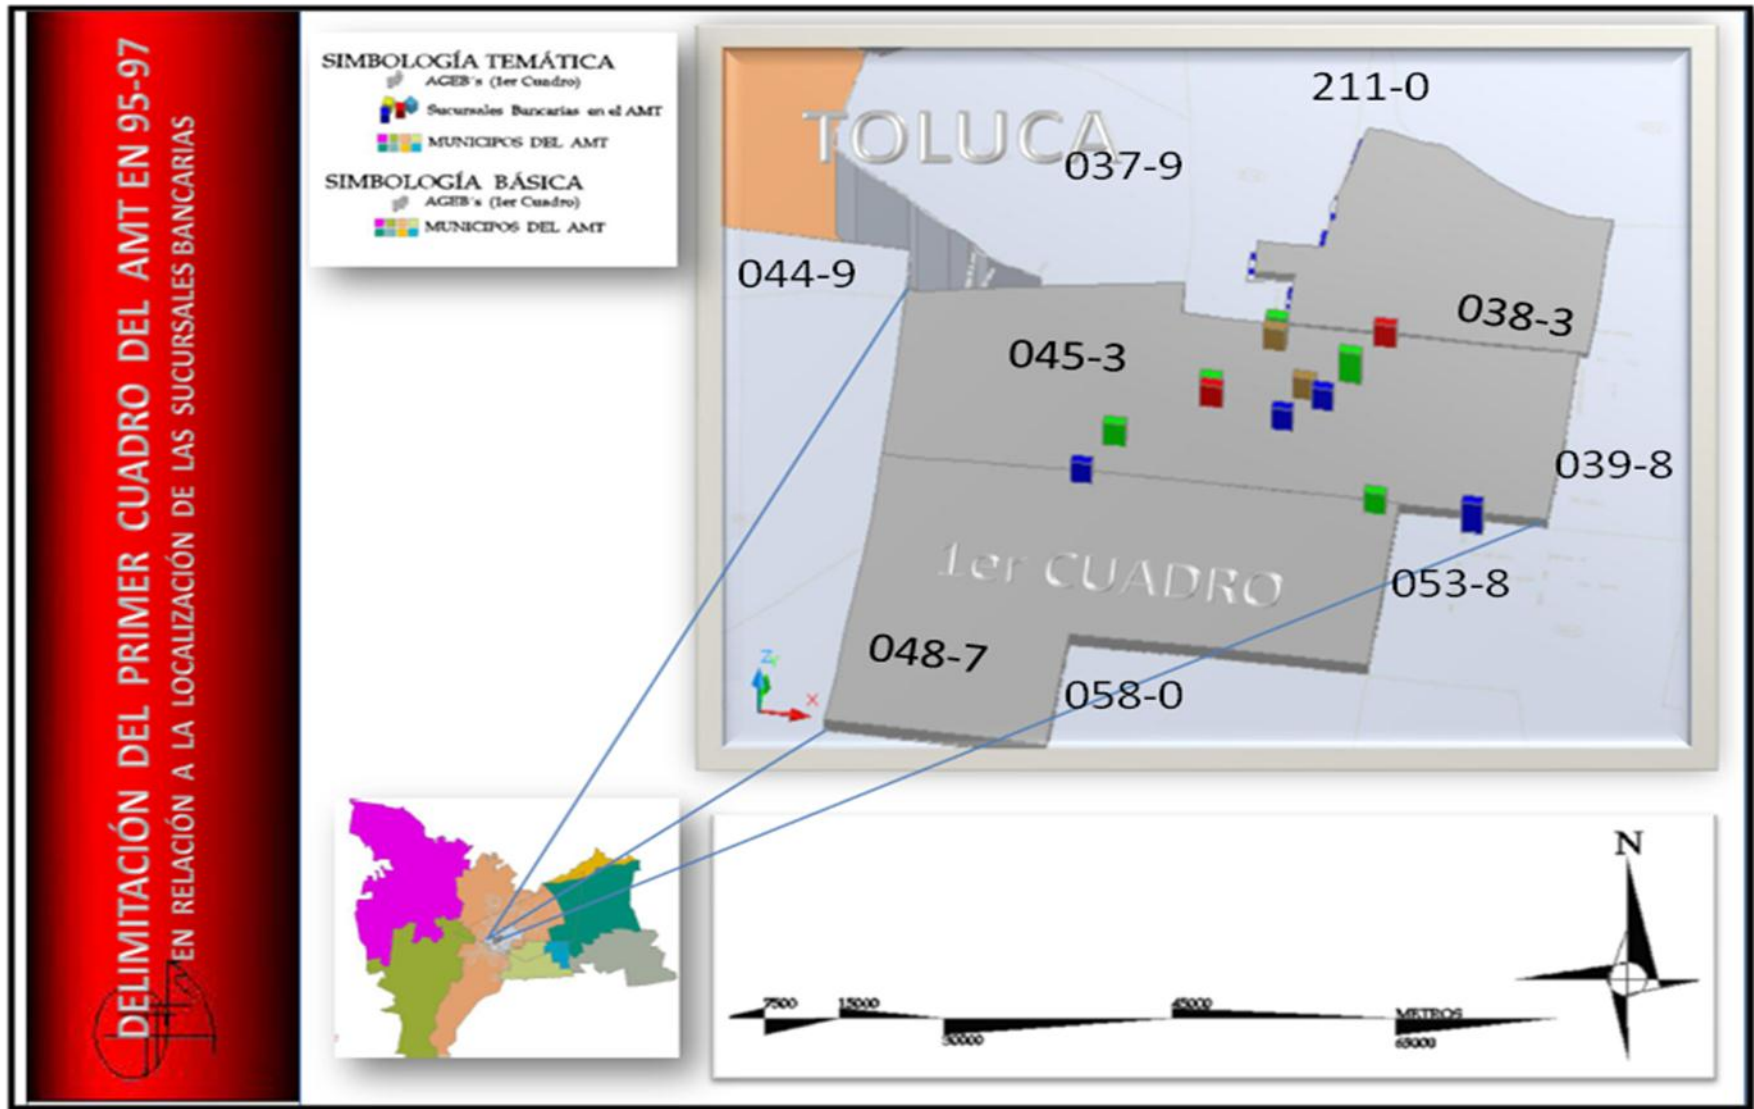 DELIMITACIÓN DEL PRIMER CUADRO DEL AMT EN 95-97
EN RELACIÓN A LA LOCALIZACIÓN DE LAS SUCURSALES BANCARIAS
SIMBOLOGÍA TEMÁTICA
AGEB's (1er Cuadro)
Sucursales Bancarias en el AMT
MUNICIPOS DEL AMT
SIMBOLOGÍA BÁSICA
AGEB's (1er Cuadro)
MUNICIPOS DEL AMT
TOLUCA
211-0
037-9
044-9
038-3
045-3
039-8
1er CUADRO
053-8
048-7
058-0
Z
X
N
7500
15000
45000
METROS
30000